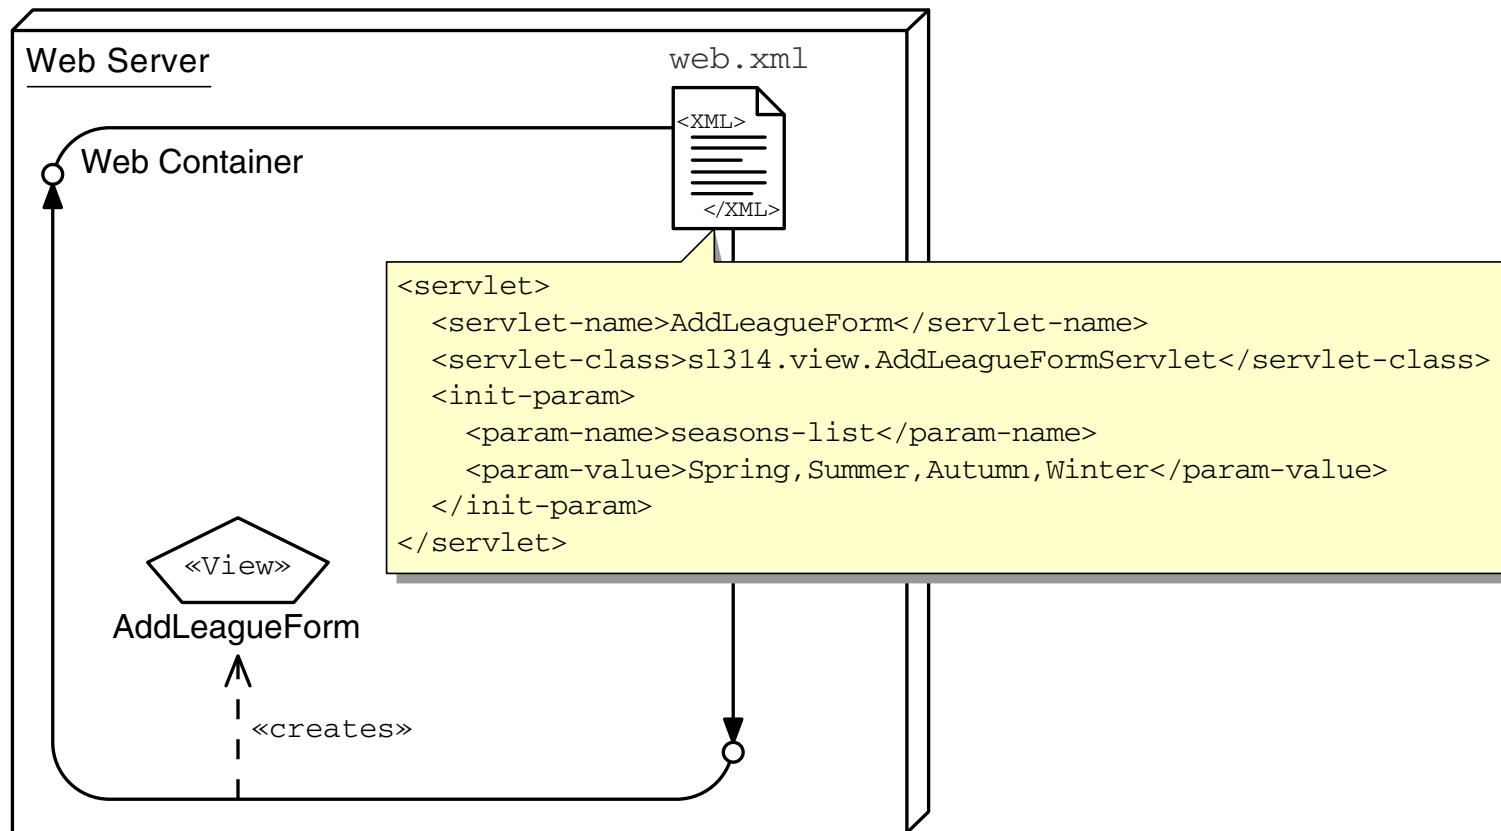 Web Server
web.xml
<XML>
Web Container
</XML>
<servlet>
  <servlet-name>AddLeagueForm</servlet-name>
  <servlet-class>sl314.view.AddLeagueFormServlet</servlet-class>
  <init-param>
    <param-name>seasons-list</param-name>
    <param-value>Spring,Summer,Autumn,Winter</param-value>
  </init-param>
</servlet>
«View»
AddLeagueForm
«creates»